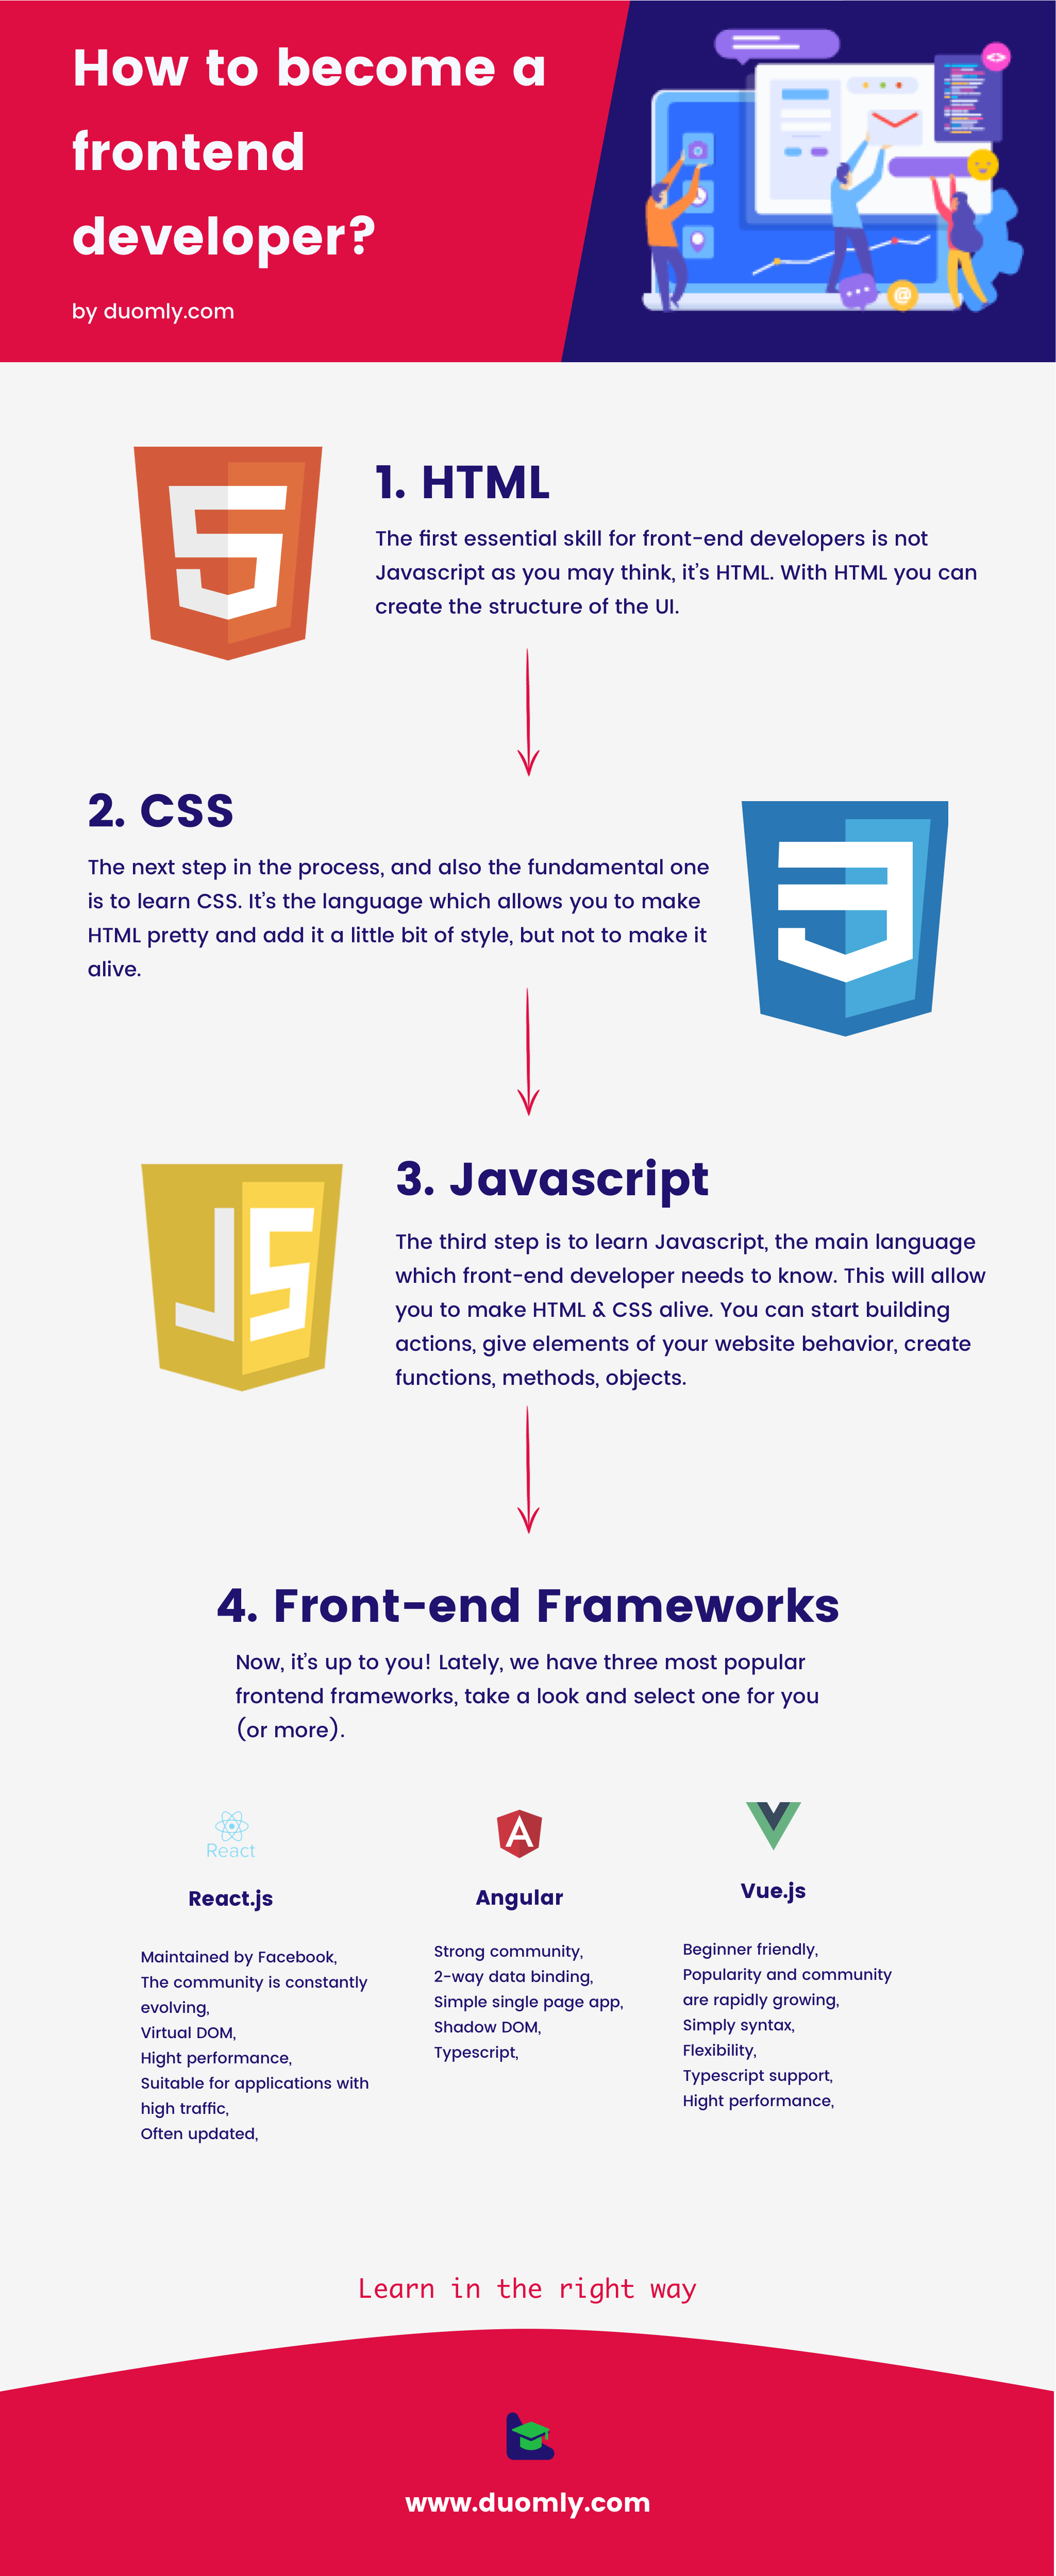 How to become a
frontend
developer?
by duomly.com
<>
@
1. HTML
The first essential skill for front-end developers is not
Javascript as you may think, it's HTML. With HTML you can
create the structure of the UI.
2. CSS
The next step in the process, and also the fundamental one
is to learn CSS. It's the language which allows you to make
HTML pretty and add it a little bit of style, but not to make it
alive.
JS
3. Javascript
The third step is to learn Javascript, the main language
which front-end developer needs to know. This will allow
you to make HTML & CSS alive. You can start building
actions, give elements of your website behavior, create
functions, methods, objects.
4. Front-end Frameworks
Now, it's up to you! Lately, we have three most popular
frontend frameworks, take a look and select one for you
(or more).
React
React.js
Maintained by Facebook,
The community is constantly
evolving,
Virtual DOM,
Hight performance,
Suitable for applications with
high traffic,
Often updated,
A
Angular
Strong community,
2-way data binding,
Simple single page app,
Shadow DOM,
Typescript,
Vue.js
Beginner friendly,
Popularity and community
are rapidly growing,
Simply syntax,
Flexibility,
Typescript support,
Hight performance,
Learn in the right way
www.duomly.com